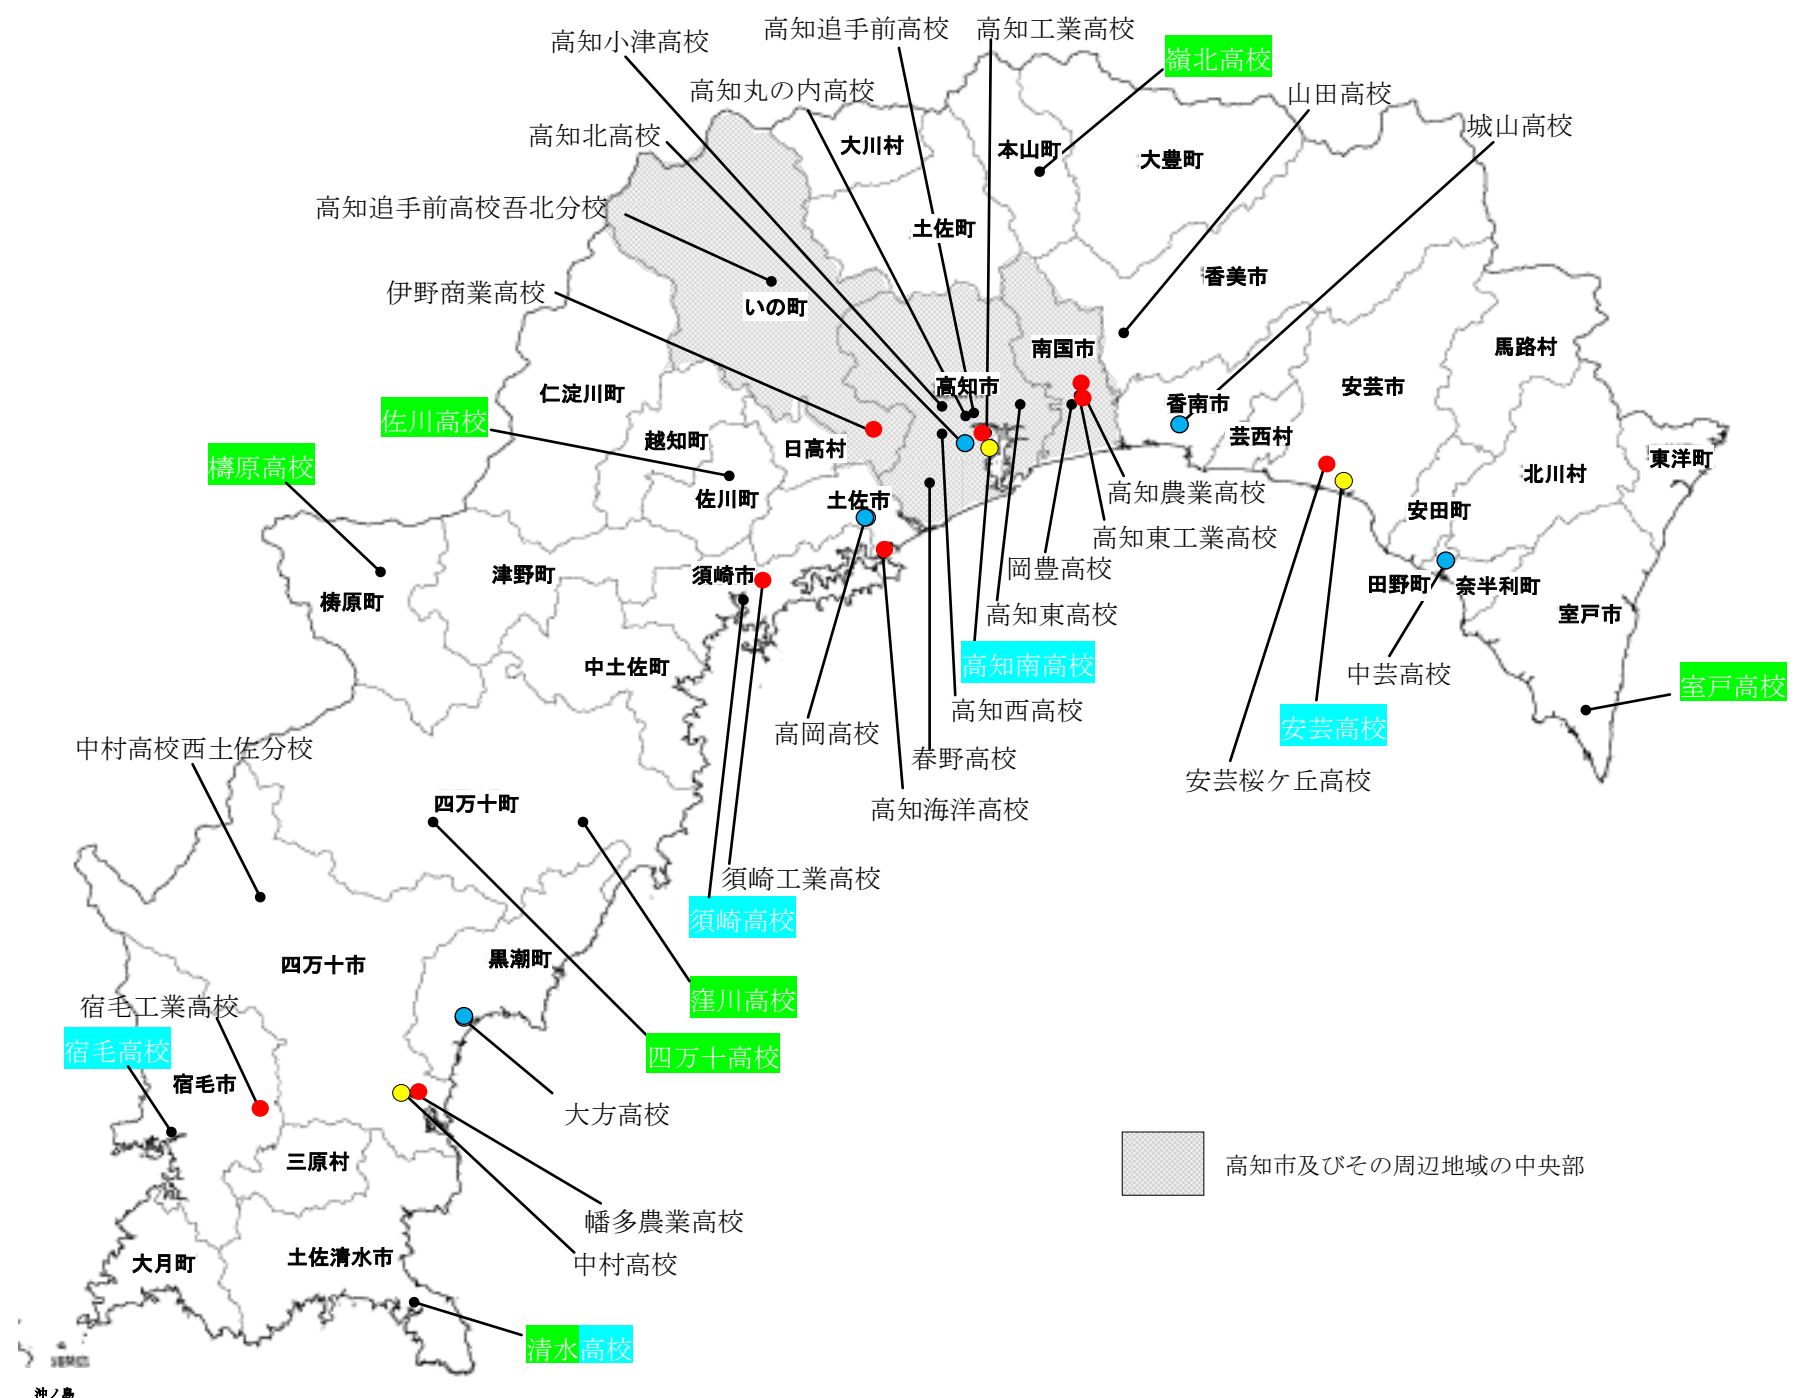 高知追手前高校
高知工業高校
高知小津高校
嶺北高校
高知丸の内高校
山田高校
城山高校
高知北高校
大川村
本山町
大豊町
高知追手前高校吾北分校
土佐町
香美市
伊野商業高校
いの町
南国市
馬路村
高知市
安芸市
仁淀川町
香南市
佐川高校
越知町
日高村
芸西村
東洋町
檮原高校
北川村
佐川町
土佐市
高知農業高校
安田町
高知東工業高校
津野町
須崎市
岡豊高校
田野町
奈半利町
梼原町
高知東高校
室戸市
中土佐町
高知南高校
中芸高校
室戸高校
高知西高校
高岡高校
安芸高校
中村高校西土佐分校
春野高校
安芸桜ケ丘高校
四万十町
高知海洋高校
須崎工業高校
須崎高校
黒潮町
四万十市
窪川高校
宿毛工業高校
宿毛高校
四万十高校
宿毛市
大方高校
三原村
高知市及びその周辺地域の中央部
幡多農業高校
大月町
土佐清水市
中村高校
清水高校
沖ノ島